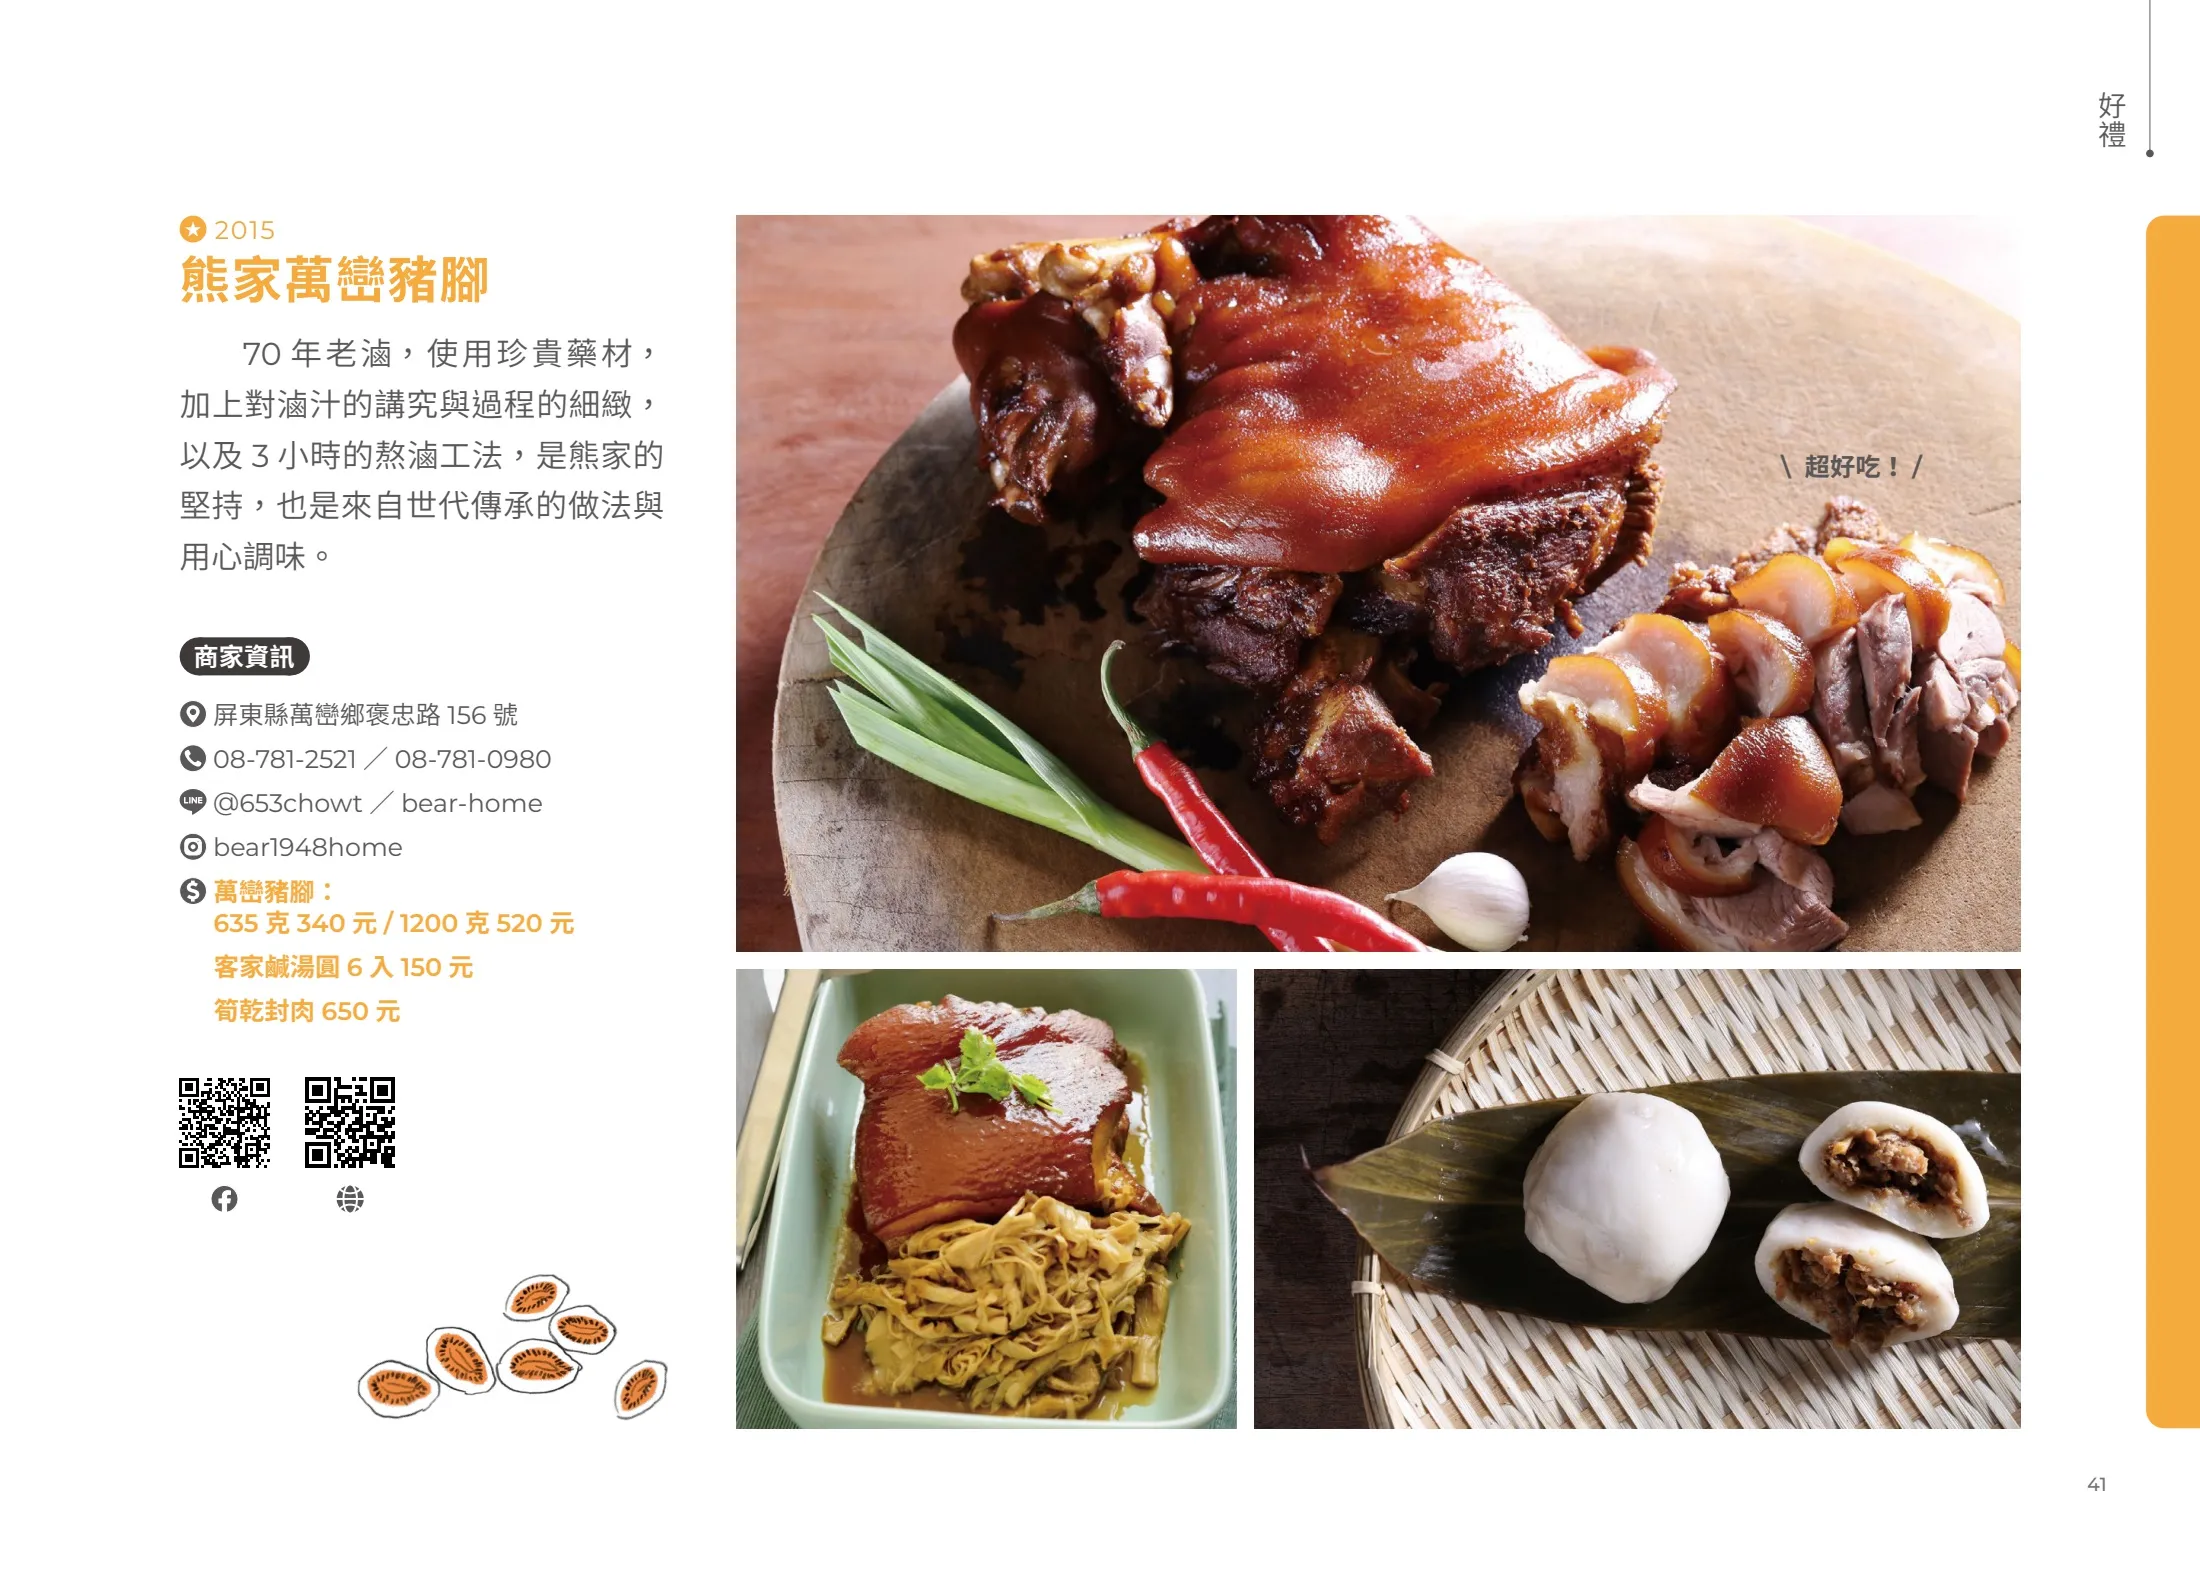 好禮
2015
熊家萬巒豬腳
70 年老滷，使用珍貴藥材，
加上對滷汁的講究與過程的細緻，
以及 3 小時的熬滷工法，是熊家的
堅持，也是來自世代傳承的做法與
用心調味。
商家資訊
屏東縣萬巒鄉褒忠路 156 號
08-781-2521 ／ 08-781-0980
LINE @653chowt ／ bear-home
bear1948home
萬巒豬腳：
635 克 340 元 / 1200 克 520 元
客家鹹湯圓 6 入 150 元
筍乾封肉 650 元
\ 超好吃！ /
41